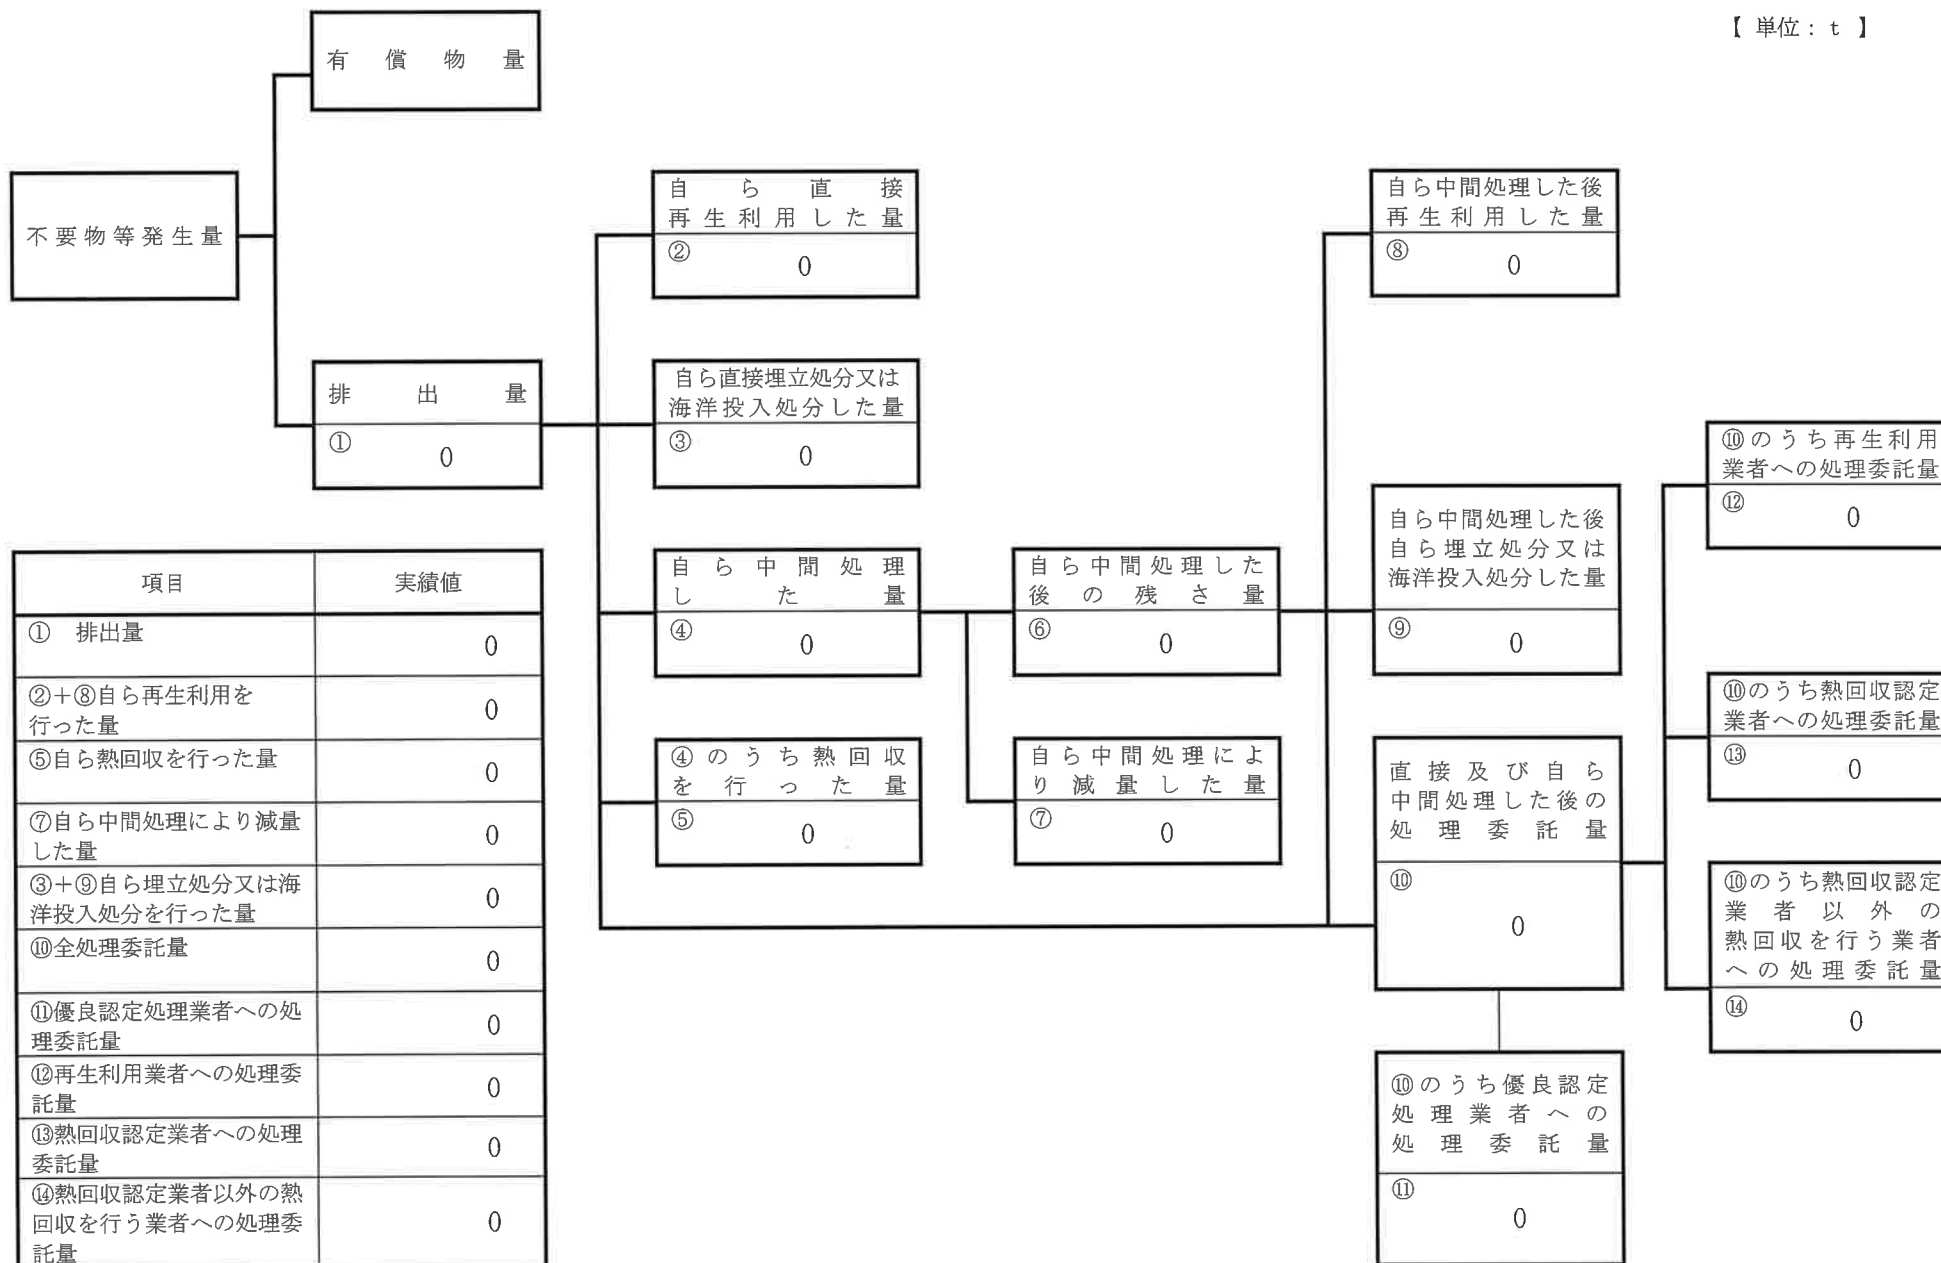 【 単位：t 】
有償物量
不要物等発生量
排出量
① 0
自ら直接
再生利用した量
② 0
自ら直接埋立処分又は
海洋投入処分した量
③ 0
自ら中間処理
した量
④ 0
④のうち熱回収
を行った量
⑤ 0
自ら中間処理した
後の残さ量
⑥ 0
自ら中間処理によ
り減量した量
⑦ 0
自ら中間処理した後
再生利用した量
⑧ 0
自ら中間処理した後
自ら埋立処分又は
海洋投入処分した量
⑨ 0
直接及び自ら
中間処理した後の
処理委託量
⑩
0
⑩のうち優良認定
処理業者への
処理委託量
⑪
0
⑩のうち再生利用
業者への処理委託量
⑫ 0
⑩のうち熱回収認定
業者への処理委託量
⑬ 0
⑩のうち熱回収認定
業者以外の
熱回収を行う業者
への処理委託量
⑭ 0
項目 実績値
① 排出量 0
②＋⑧自ら再生利用を
行った量 0
⑤自ら熱回収を行った量 0
⑦自ら中間処理により減量
した量 0
③＋⑨自ら埋立処分又は海
洋投入処分を行った量 0
⑩全処理委託量 0
⑪優良認定処理業者への処
理委託量 0
⑫再生利用業者への処理委
託量 0
⑬熱回収認定業者への処理
委託量 0
⑭熱回収認定業者以外の熱
回収を行う業者への処理委
託量 0